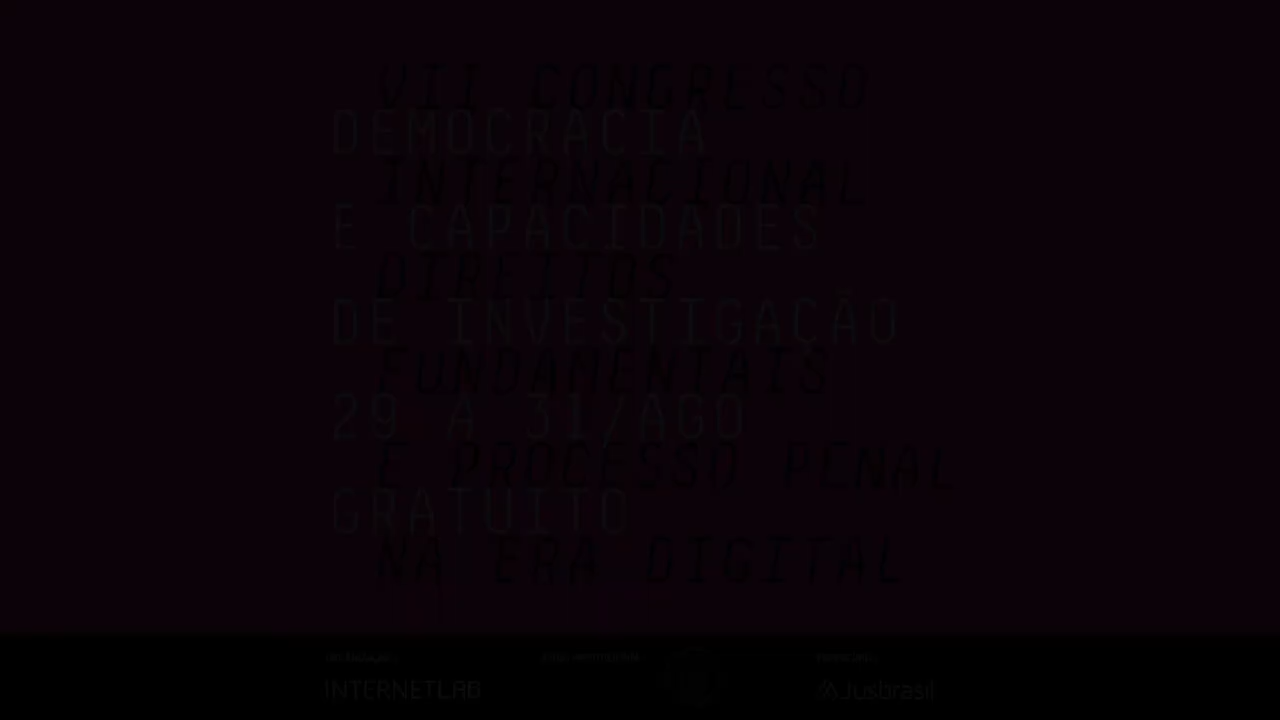 VII CONGRESSO
DEMOCRACIA
INTERNACIONAL
E CAPACIDADES
DIREITOS
DE INVESTIGAÇÃO
FUNDAMENTAIS
29 A 31/AGO
E PROCESSO PENAL
GRATUITO
NA ERA DIGITAL
INTERNETLAB
Jusbrasil